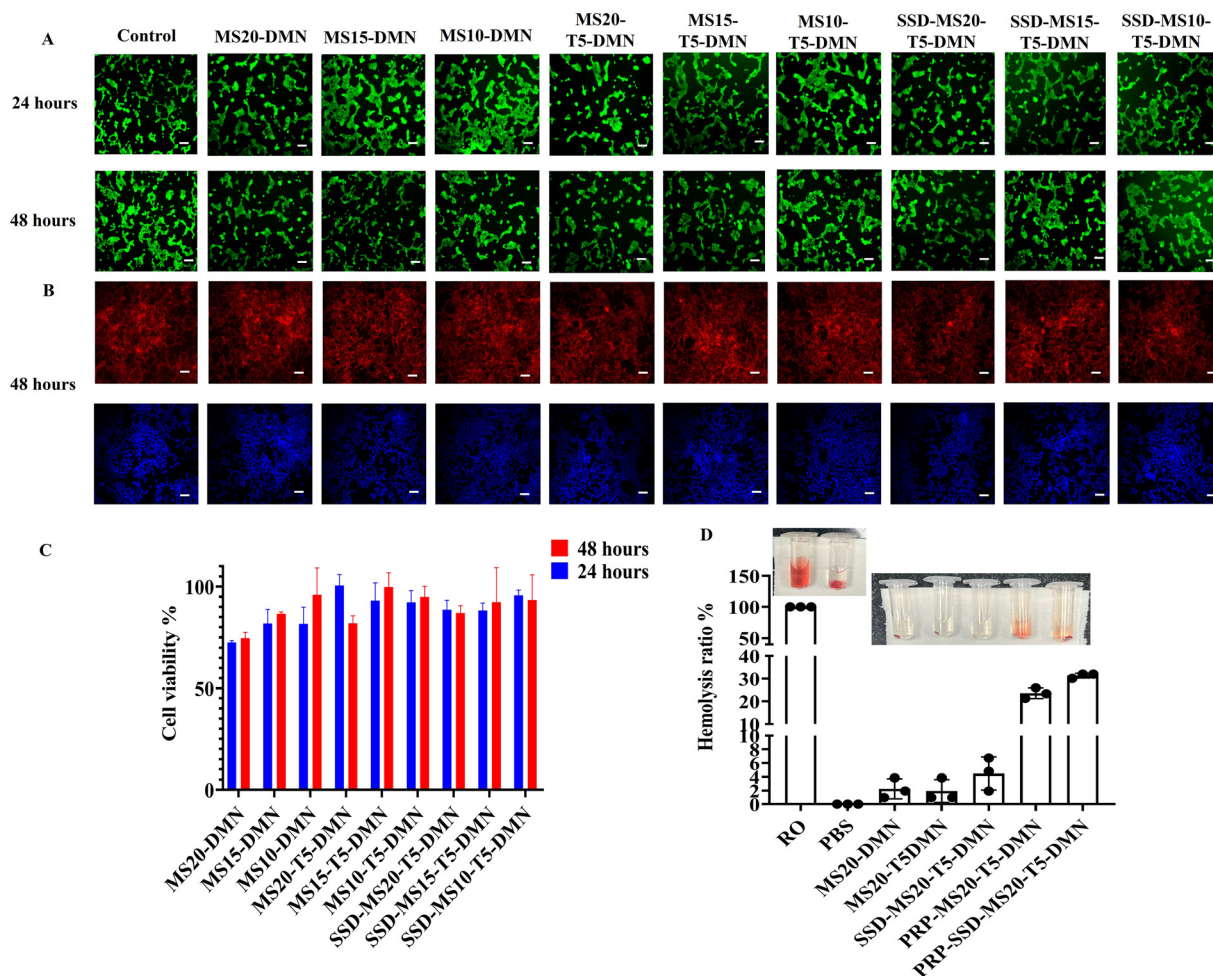 A
Control
MS20-DMN
MS15-DMN
MS10-DMN
MS20-
T5-DMN
MS15-
T5-DMN
MS10-
T5-DMN
SSD-MS20-
T5-DMN
SSD-MS15-
T5-DMN
SSD-MS10-
T5-DMN
24 hours
48 hours
B
48 hours
C
48 hours
24 hours
Cell viability %
100
50
0
MS20-DMN
MS15-DMN
MS10-DMN
MS20-T5-DMN
MS15-T5-DMN
MS10-T5-DMN
SSD-MS20-T5-DMN
SSD-MS15-T5-DMN
SSD-MS10-T5-DMN
D
Hemolysis ratio %
150
100
50
40
30
20
10
8
6
4
2
0
RO
PBS
MS20-DMN
MS20-T5DMN
SSD-MS20-T5-DMN
PRP-MS20-T5-DMN
PRP-SSD-MS20-T5-DMN